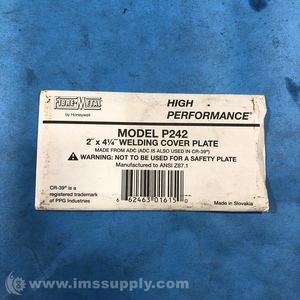 FIBRE-METAL
by Honeywell
HIGH
PERFORMANCE®
MODEL P242
2" x 4¼" WELDING COVER PLATE
MADE FROM ADC (ADC IS ALSO USED IN CR-39®)
WARNING: NOT TO BE USED FOR A SAFETY PLATE
Manufactured to ANSI Z87.1
CR-39® is a
registered trademark
of PPG Industries
6 62463 01615 0
Made in Slovakia
© www.imssupply.com